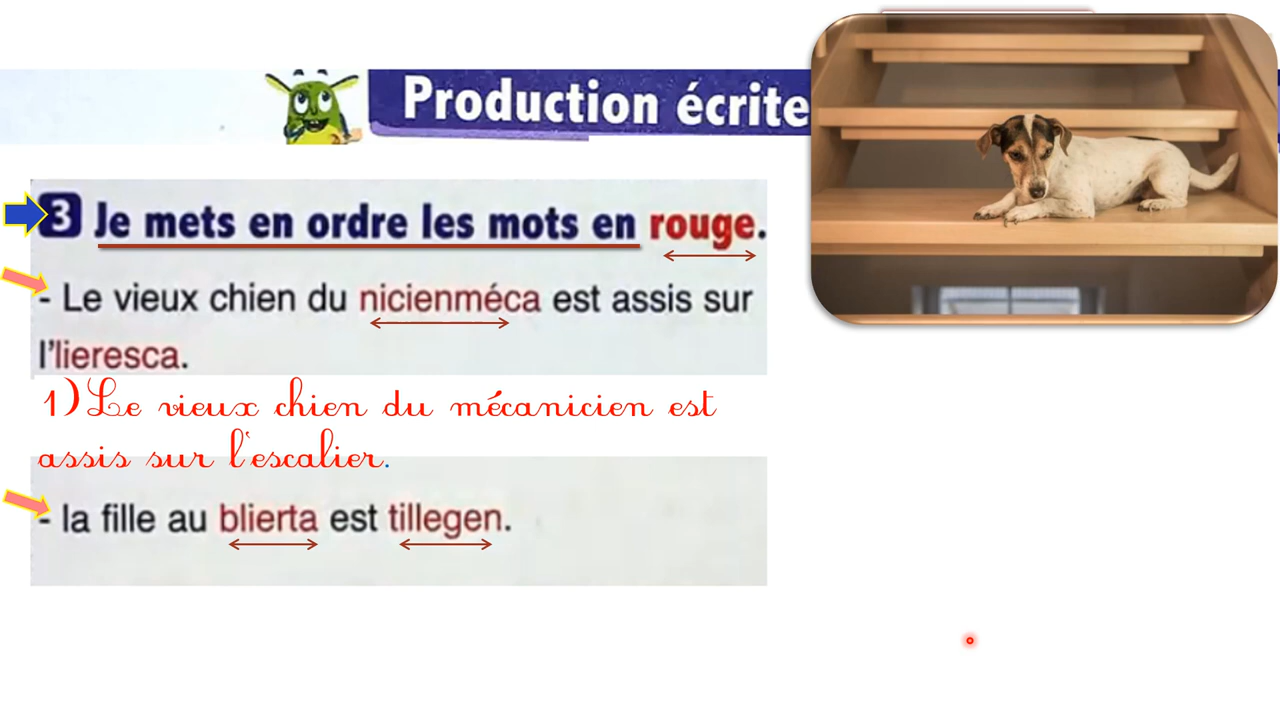 Production écrite
3 Je mets en ordre les mots en rouge.
- Le vieux chien du nicienméca est assis sur
l'lieresca.
1) Le vieux chien du mécanicien est
assis sur l'escalier.
- la fille au blierta est tillegen.